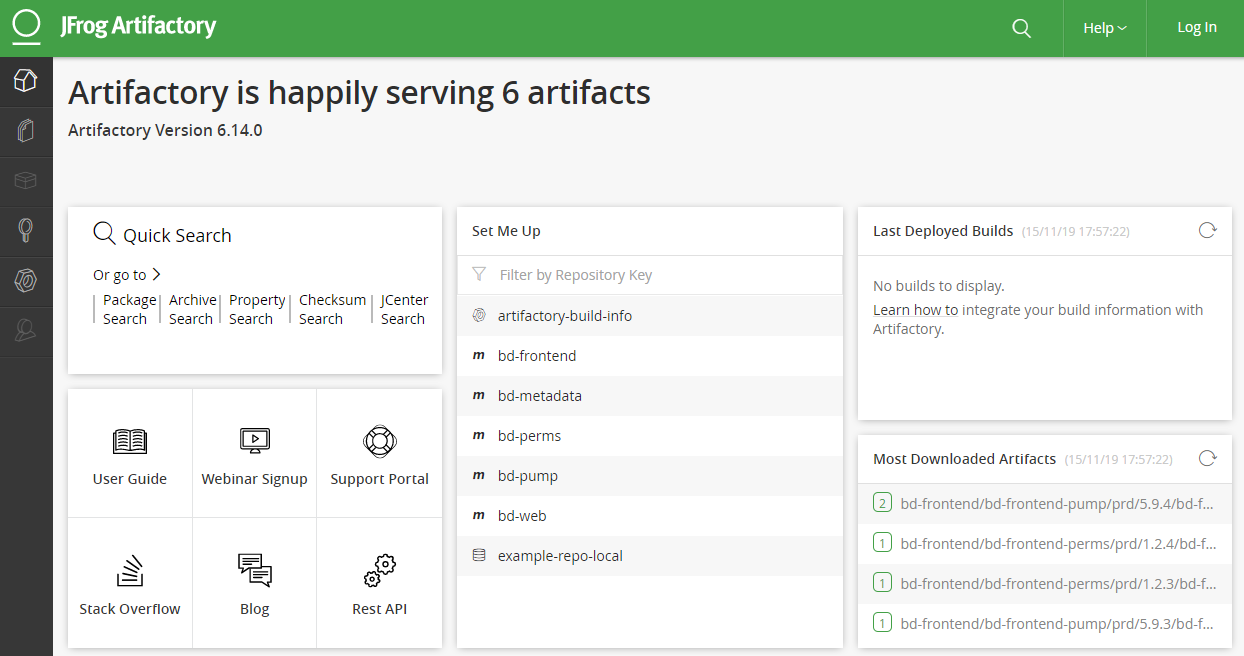 JFrog Artifactory
Help
Log In
Artifactory is happily serving 6 artifacts
Artifactory Version 6.14.0
Quick Search
Or go to
Package Search
Archive Search
Property Search
Checksum Search
JCenter Search
User Guide
Webinar Signup
Support Portal
Stack Overflow
Blog
Rest API
Set Me Up
Filter by Repository Key
artifactory-build-info
m bd-frontend
m bd-metadata
m bd-perms
m bd-pump
m bd-web
example-repo-local
Last Deployed Builds (15/11/19 17:57:22)
No builds to display.
Learn how to integrate your build information with
Artifactory.
Most Downloaded Artifacts (15/11/19 17:57:22)
2 bd-frontend/bd-frontend-pump/prd/5.9.4/bd-f...
1 bd-frontend/bd-frontend-perms/prd/1.2.4/bd-f...
1 bd-frontend/bd-frontend-perms/prd/1.2.3/bd-f...
1 bd-frontend/bd-frontend-pump/prd/5.9.3/bd-f...